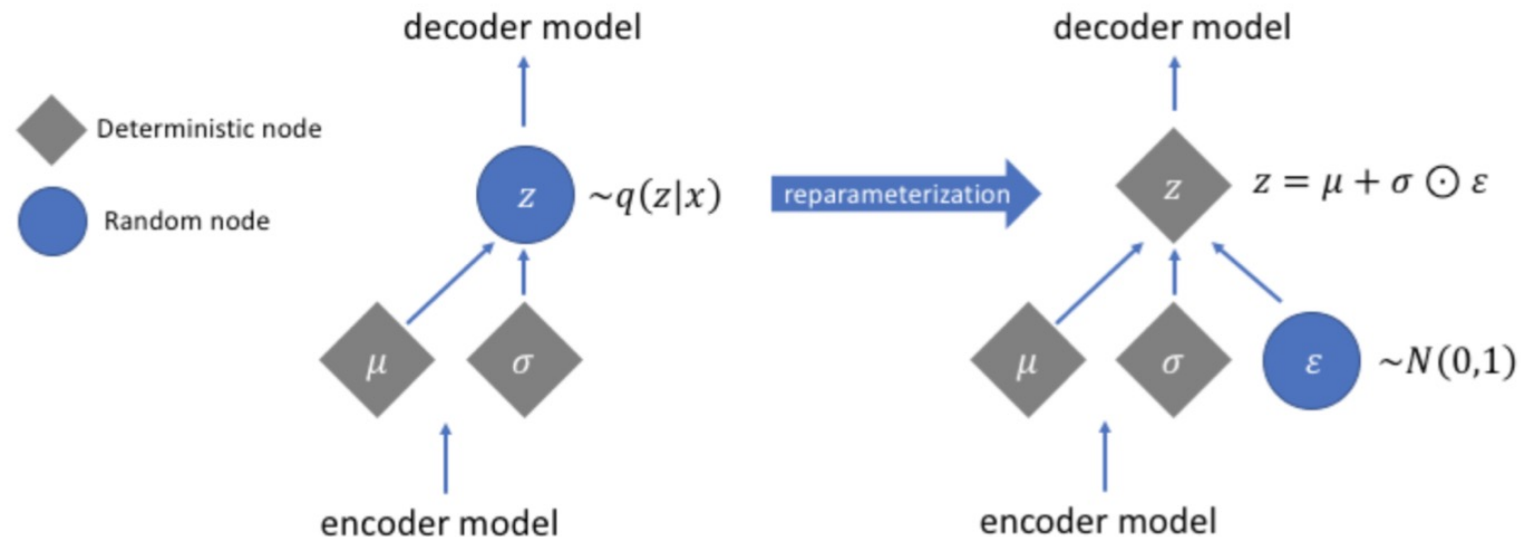 decoder model
decoder model
Deterministic node
Random node
z
~q(z|x)
reparameterization
z
z = μ + σ ⊙ ε
μ
σ
μ
σ
ε
~N(0,1)
encoder model
encoder model